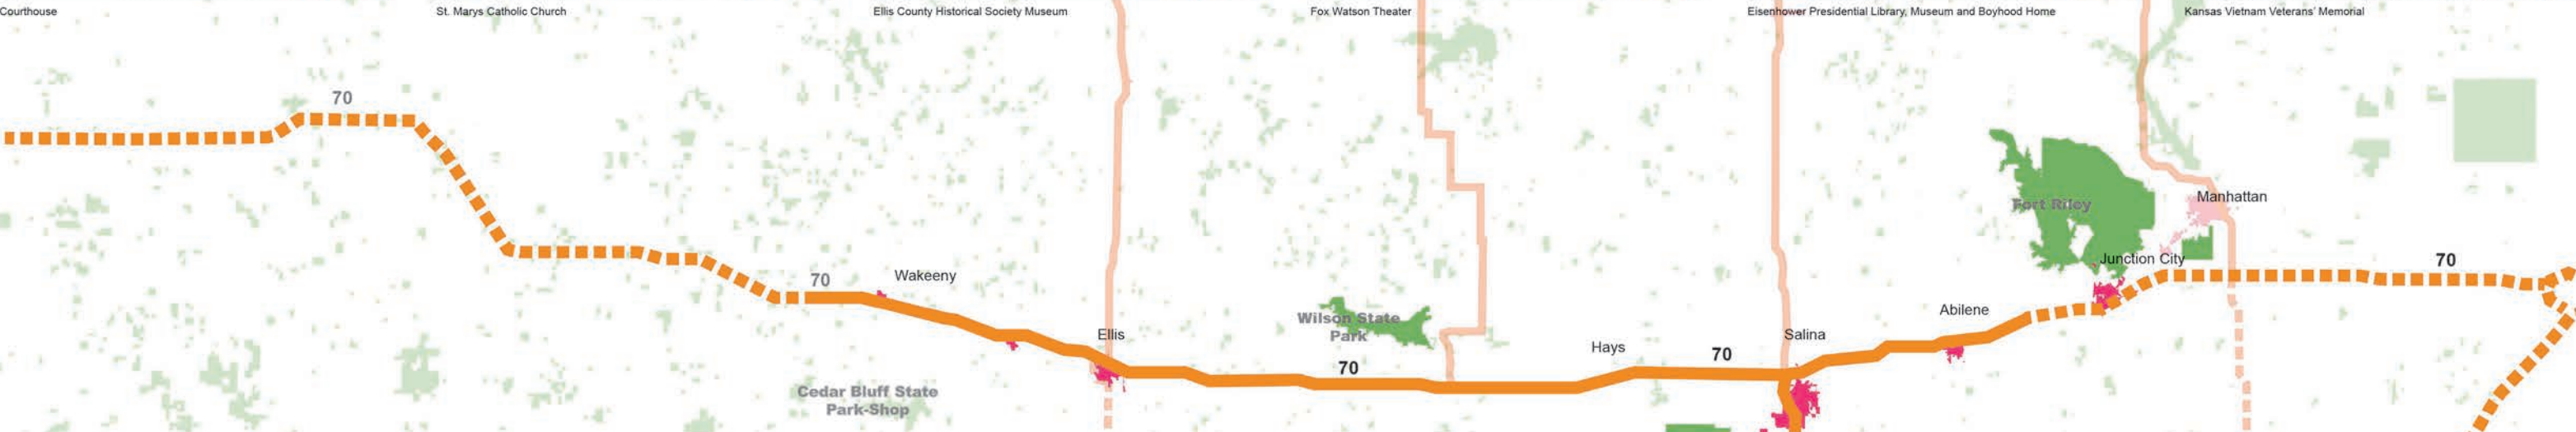 Courthouse
St. Marys Catholic Church
Ellis County Historical Society Museum
Fox Watson Theater
Eisenhower Presidential Library, Museum and Boyhood Home
Kansas Vietnam Veterans' Memorial
70
Manhattan
Fort Riley
Junction City
70
70
Wakeeny
Abilene
Wilson State
Park
Ellis
Salina
Hays
70
70
Cedar Bluff State
Park-Shop